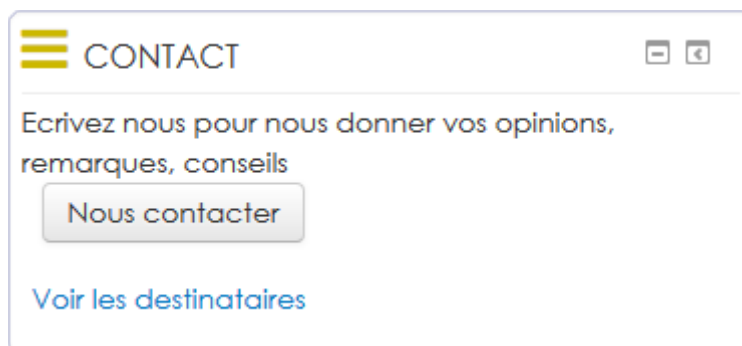 CONTACT
Ecrivez nous pour nous donner vos opinions,
remarques, conseils
Nous contacter
Voir les destinataires